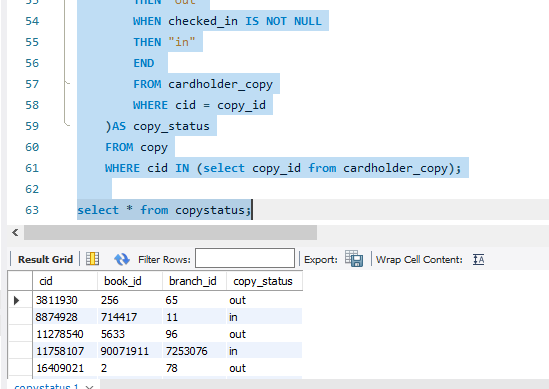 54 THEN "out"
WHEN checked_in IS NOT NULL
55 THEN "in"
56 END
57 FROM cardholder_copy
58 WHERE cid = copy_id
59 )AS copy_status
60 FROM copy
61 WHERE cid IN (select copy_id from cardholder_copy);
62
63 select * from copystatus;
Result Grid Filter Rows: Export: Wrap Cell Content: IA
cid book_id branch_id copy_status
3811930 256 65 out
8874928 714417 11 in
11278540 5633 96 out
11758107 90071911 7253076 in
16409021 2 78 out
copystatus 1